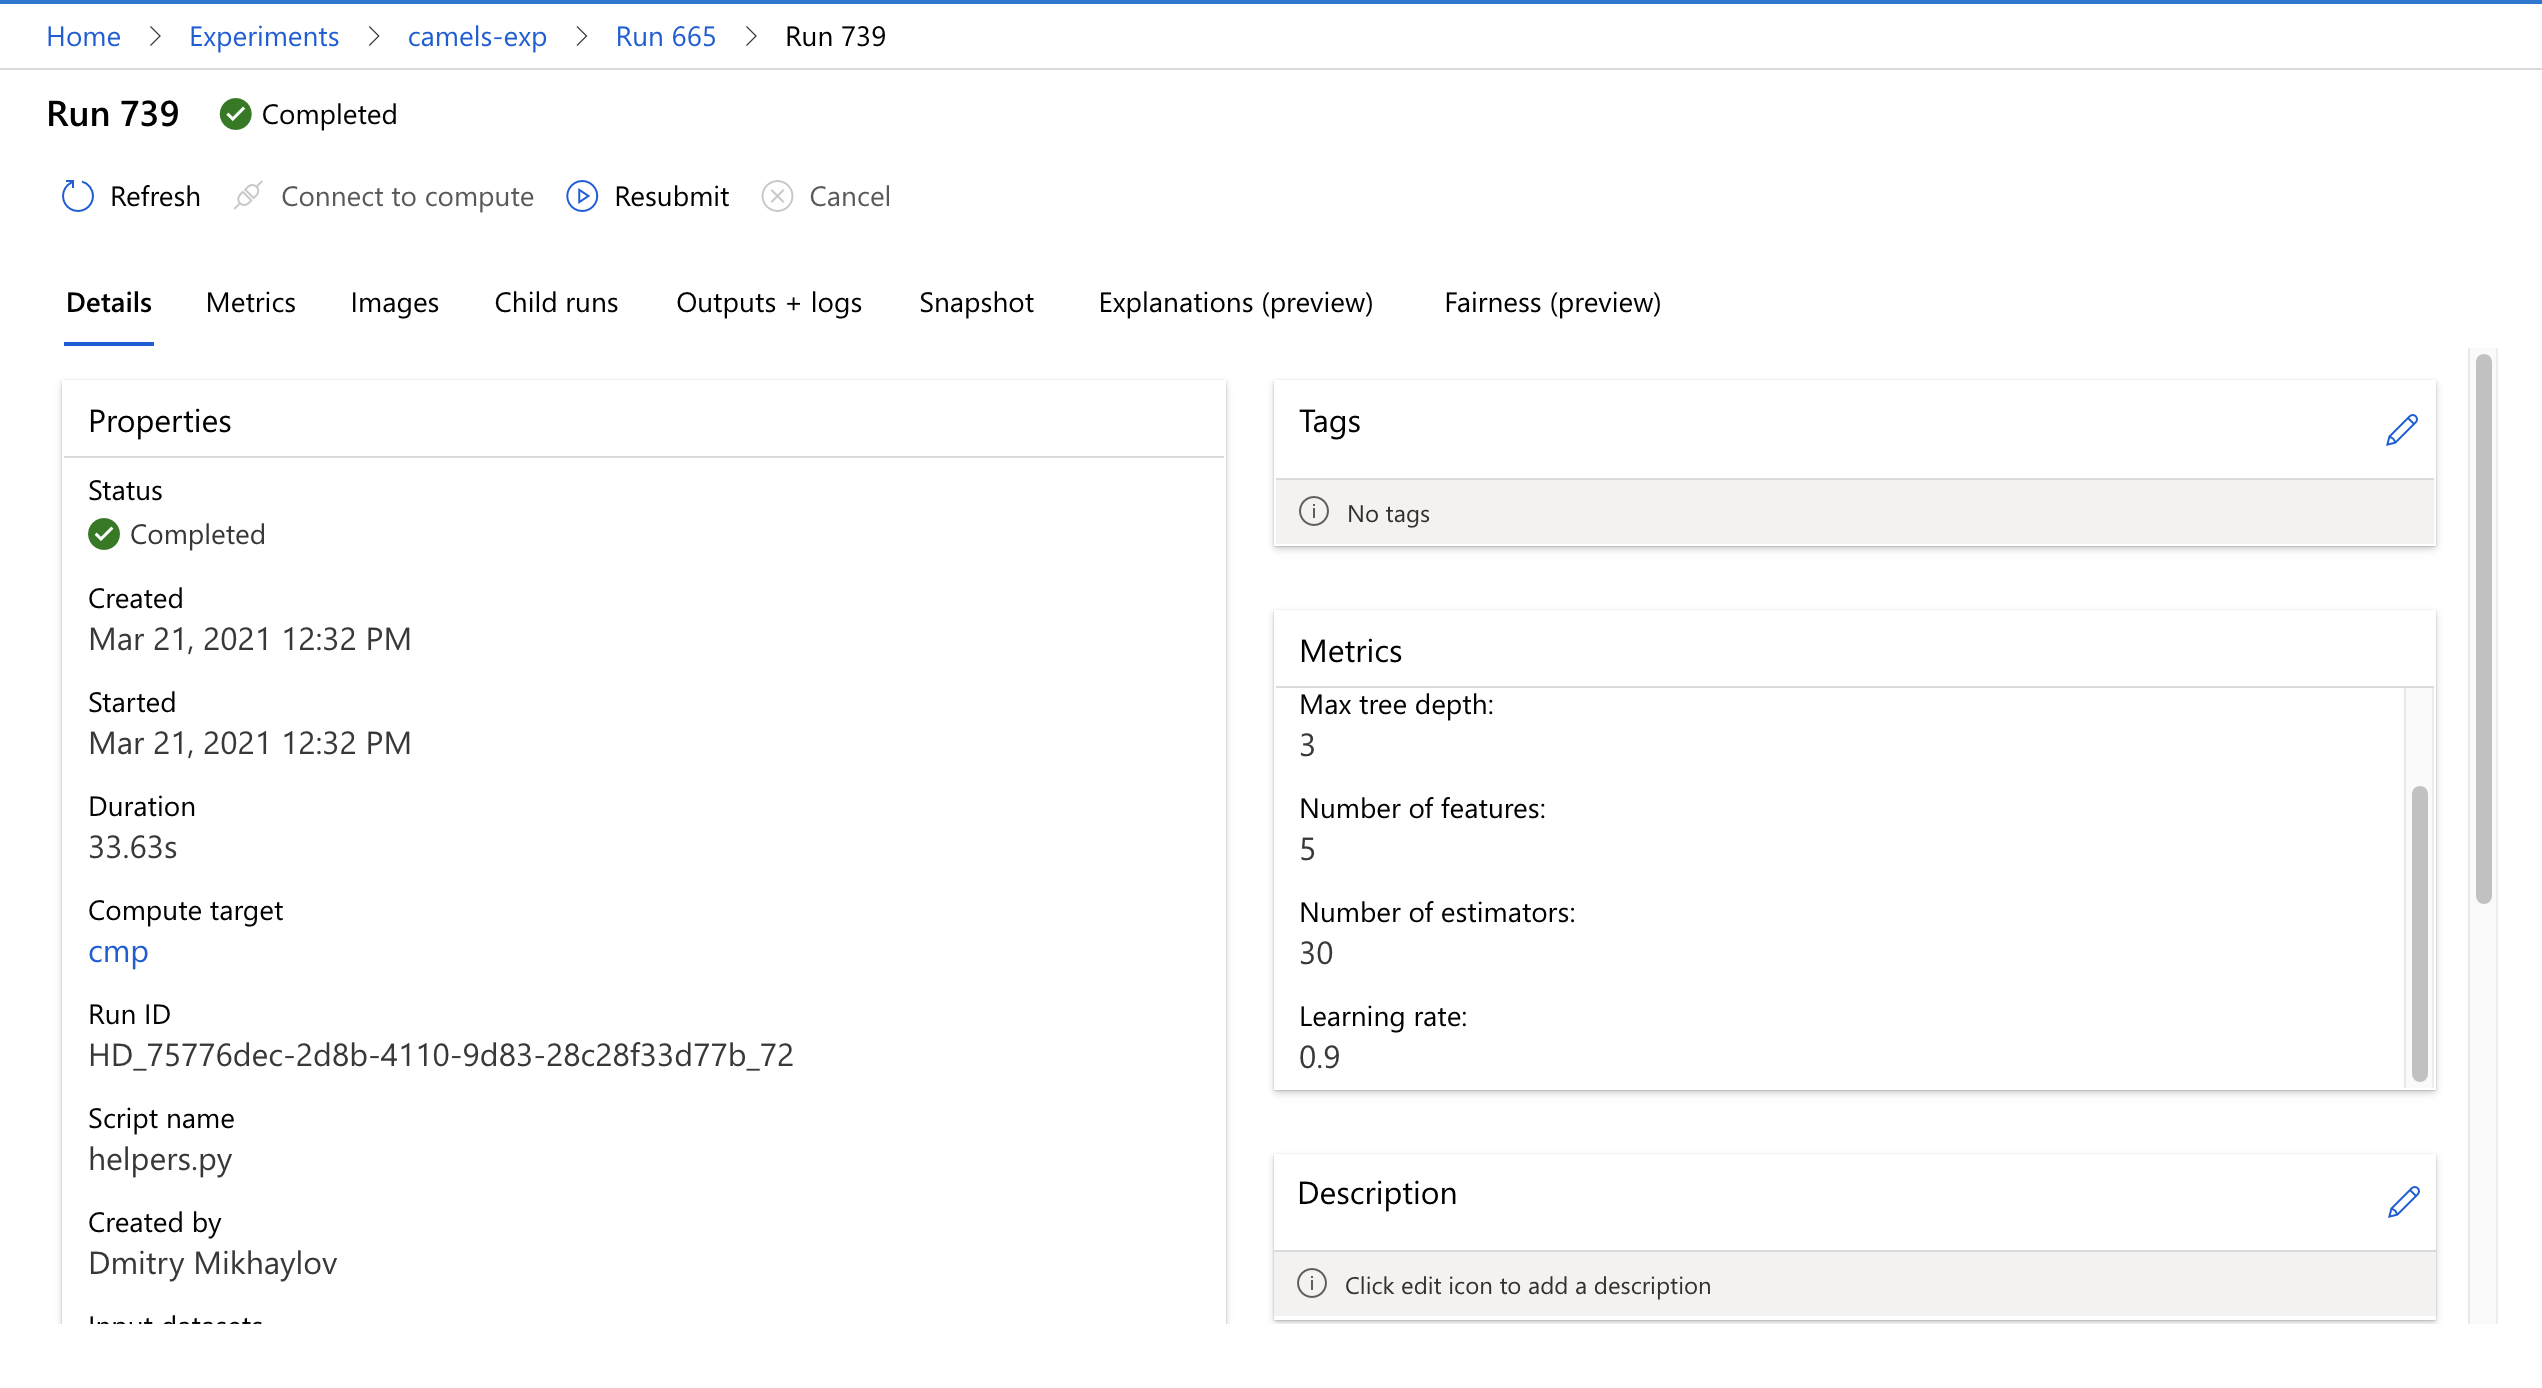 Home > Experiments > camels-exp > Run 665 > Run 739
Run 739 Completed
Refresh Connect to compute Resubmit Cancel
Details Metrics Images Child runs Outputs + logs Snapshot Explanations (preview) Fairness (preview)
Properties
Status
Completed
Created
Mar 21, 2021 12:32 PM
Started
Mar 21, 2021 12:32 PM
Duration
33.63s
Compute target
cmp
Run ID
HD_75776dec-2d8b-4110-9d83-28c28f33d77b_72
Script name
helpers.py
Created by
Dmitry Mikhaylov
Input datasets
Tags
No tags
Metrics
Max tree depth:
3
Number of features:
5
Number of estimators:
30
Learning rate:
0.9
Description
Click edit icon to add a description